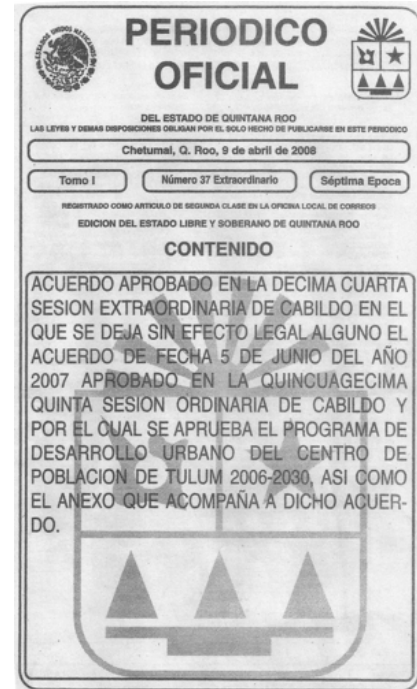 ESTADOS UNIDOS MEXICANOS
PERIODICO
OFICIAL
DEL ESTADO DE QUINTANA ROO
LAS LEYES Y DEMAS DISPOSICIONES OBLIGAN POR EL SOLO HECHO DE PUBLICARSE EN ESTE PERIODICO
Chetumal, Q. Roo, 9 de abril de 2008
Tomo I
Número 37 Extraordinario
Séptima Epoca
REGISTRADO COMO ARTICULO DE SEGUNDA CLASE EN LA OFICINA LOCAL DE CORREOS
EDICION DEL ESTADO LIBRE Y SOBERANO DE QUINTANA ROO
CONTENIDO
ACUERDO APROBADO EN LA DECIMA CUARTA
SESION EXTRAORDINARIA DE CABILDO EN EL
QUE SE DEJA SIN EFECTO LEGAL ALGUNO EL
ACUERDO DE FECHA 5 DE JUNIO DEL AÑO
2007 APROBADO EN LA QUINCUAGECIMA
QUINTA SESION ORDINARIA DE CABILDO Y
POR EL CUAL SE APRUEBA EL PROGRAMA DE
DESARROLLO URBANO DEL CENTRO DE
POBLACION DE TULUM 2006-2030, ASI COMO
EL ANEXO QUE ACOMPAÑA A DICHO ACUER-
DO.